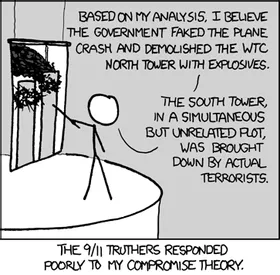 BASED ON MY ANALYSIS, I BELIEVE
THE GOVERNMENT FAKED THE PLANE
CRASH AND DEMOLISHED THE WTC
NORTH TOWER WITH EXPLOSIVES.
THE SOUTH TOWER,
IN A SIMULTANEOUS
BUT UNRELATED PLOT,
WAS BROUGHT
DOWN BY ACTUAL
TERRORISTS.
THE 9/11 TRUTHERS RESPONDED
POORLY TO MY COMPROMISE THEORY.